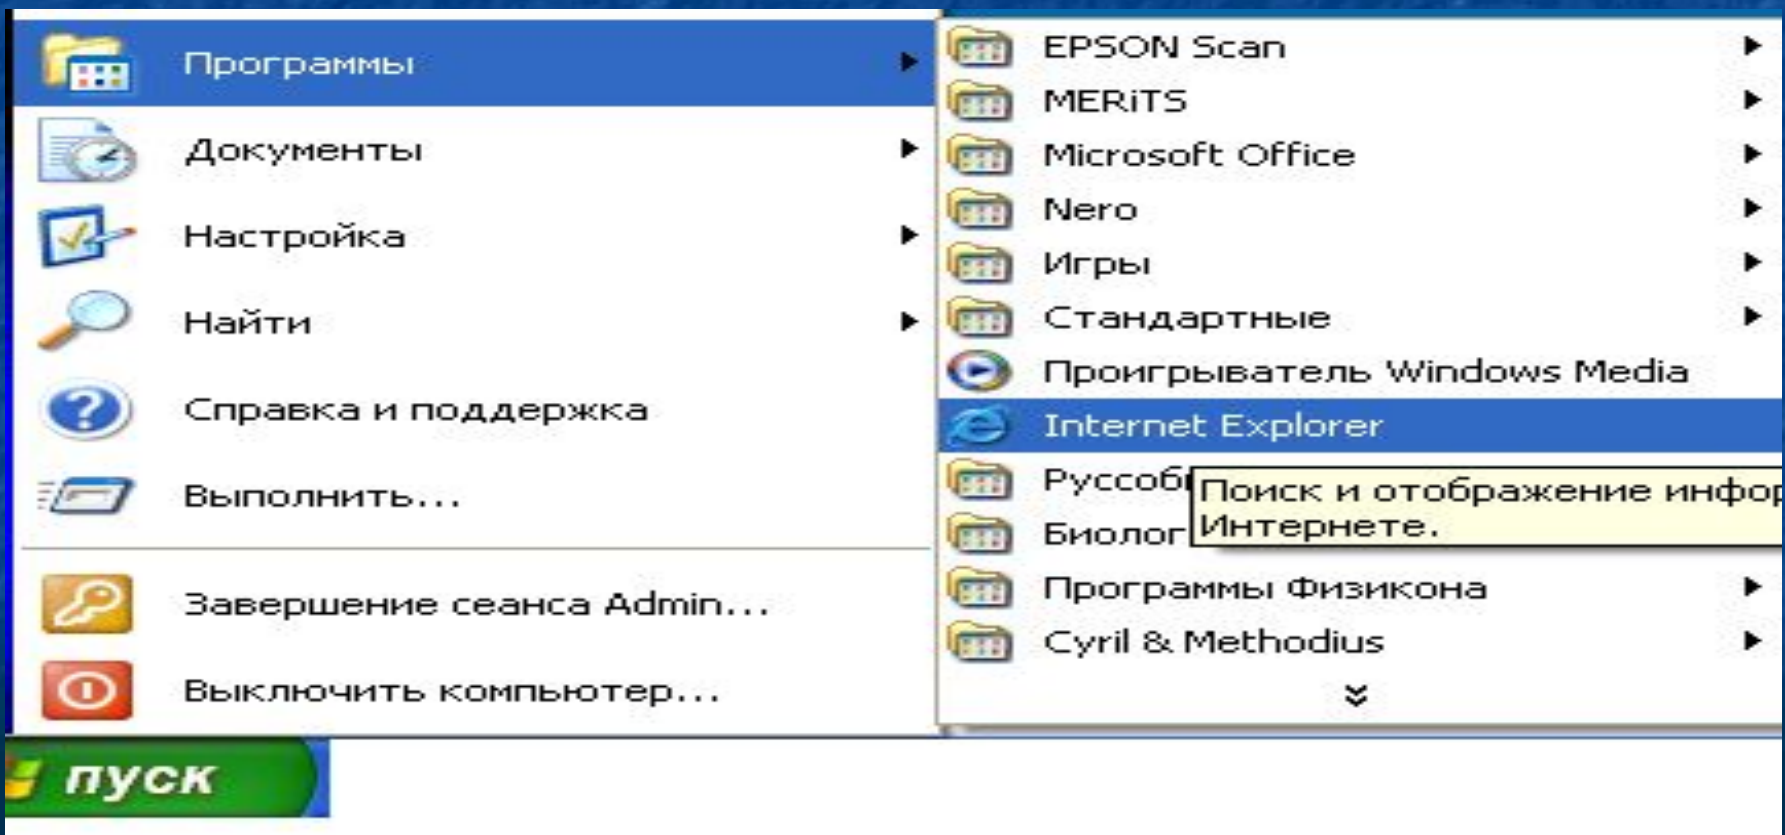 Программы
Документы
Настройка
Найти
Справка и поддержка
Выполнить...
Завершение сеанса Admin...
Выключить компьютер...
пуск
EPSON Scan
MERiTS
Microsoft Office
Nero
Игры
Стандартные
Проигрыватель Windows Media
Internet Explorer
Поиск и отображение
Интернете.
Программы Физикона
Cyril & Methodius